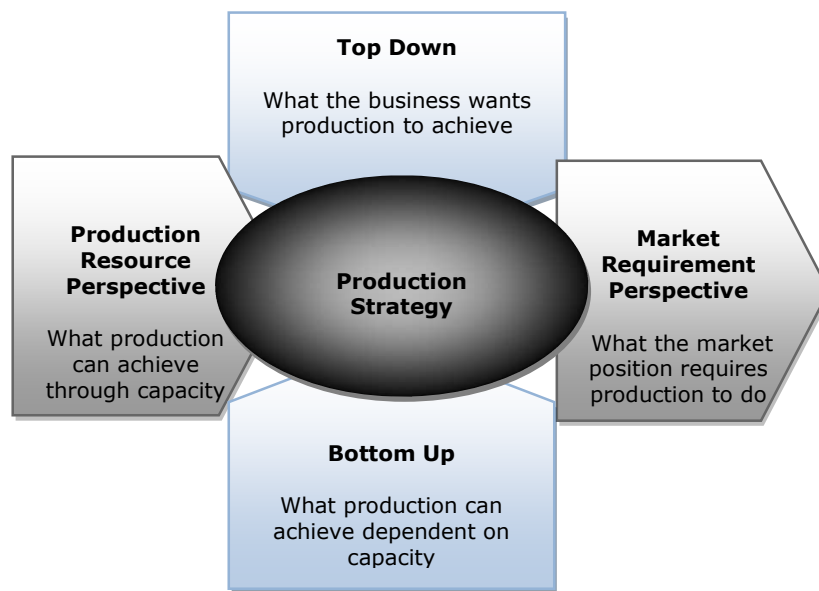 Top Down
What the business wants
production to achieve
Production
Resource
Perspective
What production
can achieve
through capacity
Production
Strategy
Market
Requirement
Perspective
What the market
position requires
production to do
Bottom Up
What production can
achieve dependent on
capacity